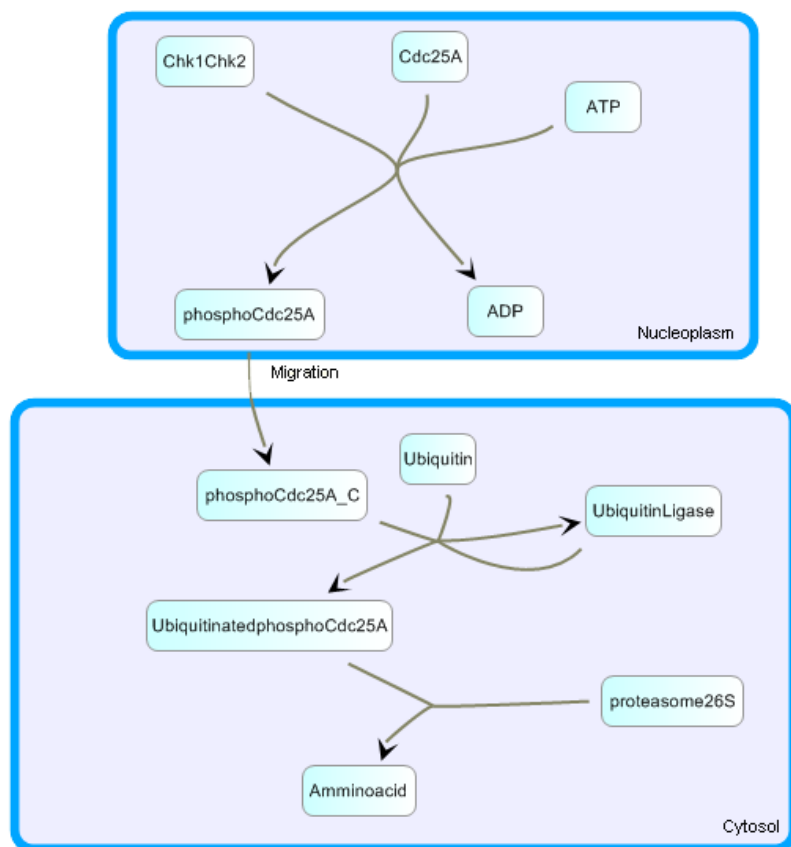 Chk1Chk2
Cdc25A
ATP
phosphoCdc25A
ADP
Nucleoplasm
Migration
Ubiquitin
phosphoCdc25A_C
UbiquitinLigase
UbiquitinatedphosphoCdc25A
proteasome26S
Amminoacid
Cytosol